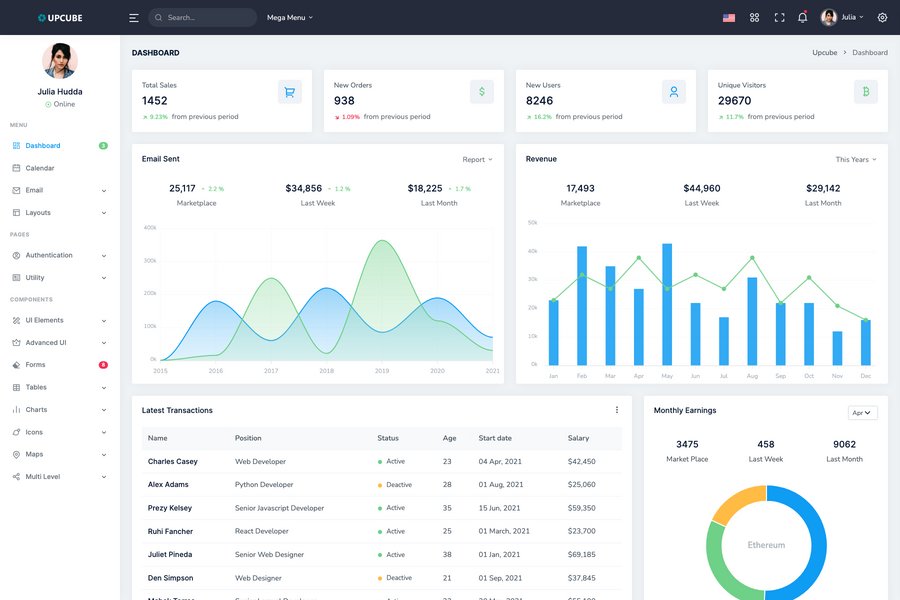 UPCUBE
Search...
Mega Menu
Julia
Julia Hudda
Online
MENU
Dashboard 3
Calendar
Email
Layouts
PAGES
Authentication
Utility
COMPONENTS
UI Elements
Advanced UI
Forms 8
Tables
Charts
Icons
Maps
Multi Level
DASHBOARD
Upcube > Dashboard
Total Sales
1452
9.23% from previous period
New Orders
938
1.09% from previous period
New Users
8246
16.2% from previous period
Unique Visitors
29670
11.7% from previous period
Email Sent
Report
25,117 2.2 %
Marketplace
$34,856 1.2 %
Last Week
$18,225 1.7 %
Last Month
400k
300k
200k
100k
0k
2015 2016 2017 2018 2019 2020 2021
Revenue
This Years
17,493
Marketplace
$44,960
Last Week
$29,142
Last Month
50k
40k
30k
20k
10k
0k
Jan Feb Mar Apr May Jun Jul Aug Sep Oct Nov Dec
Latest Transactions
Name Position Status Age Start date Salary
Charles Casey Web Developer Active 23 04 Apr, 2021 $42,450
Alex Adams Python Developer Deactive 28 01 Aug, 2021 $25,060
Prezy Kelsey Senior Javascript Developer Active 35 15 Jun, 2021 $59,350
Ruhi Fancher React Developer Active 25 01 March, 2021 $23,700
Juliet Pineda Senior Web Designer Active 38 01 Jan, 2021 $69,185
Den Simpson Web Designer Deactive 21 01 Sep, 2021 $37,845
Monthly Earnings
Apr
3475
Market Place
458
Last Week
9062
Last Month
Ethereum